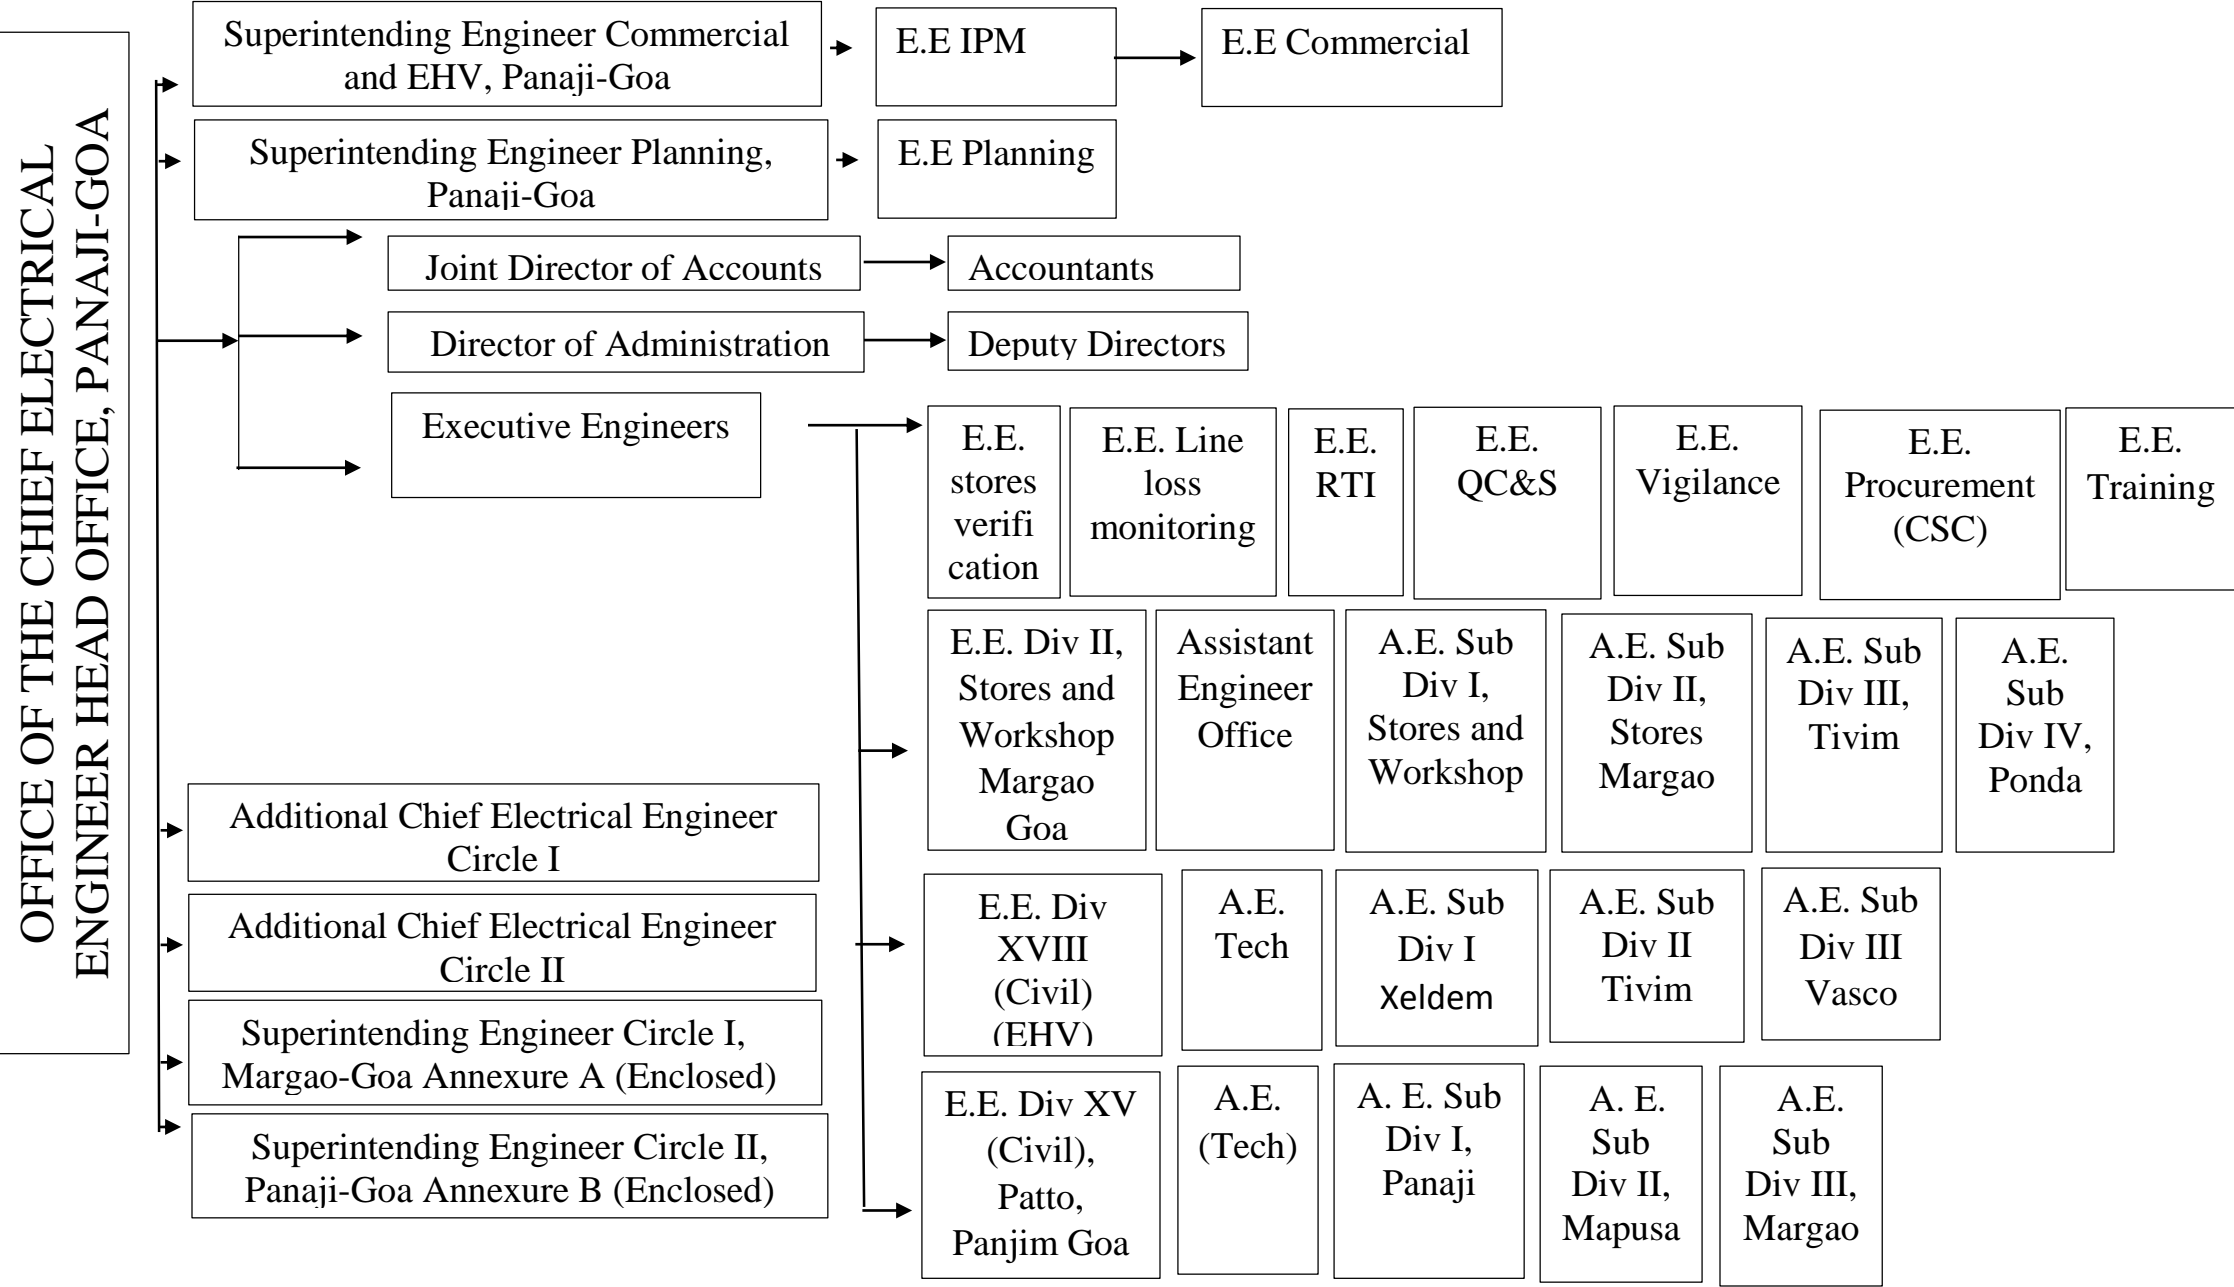 OFFICE OF THE CHIEF ELECTRICAL
ENGINEER HEAD OFFICE, PANAJI-GOA
Superintending Engineer Commercial
and EHV, Panaji-Goa
E.E IPM
E.E Commercial
Superintending Engineer Planning,
Panaji-Goa
E.E Planning
Joint Director of Accounts
Accountants
Director of Administration
Deputy Directors
Executive Engineers
E.E.
stores
verifi
cation
E.E. Line
loss
monitoring
E.E.
RTI
E.E.
QC&S
E.E.
Vigilance
E.E.
Procurement
(CSC)
E.E.
Training
E.E. Div II,
Stores and
Workshop
Margao
Goa
Assistant
Engineer
Office
A.E. Sub
Div I,
Stores and
Workshop
A.E. Sub
Div II,
Stores
Margao
A.E. Sub
Div III,
Tivim
A.E.
Sub
Div IV,
Ponda
Additional Chief Electrical Engineer
Circle I
Additional Chief Electrical Engineer
Circle II
E.E. Div
XVIII
(Civil)
(EHV)
A.E.
Tech
A.E. Sub
Div I
Xeldem
A.E. Sub
Div II
Tivim
A.E. Sub
Div III
Vasco
Superintending Engineer Circle I,
Margao-Goa Annexure A (Enclosed)
Superintending Engineer Circle II,
Panaji-Goa Annexure B (Enclosed)
E.E. Div XV
(Civil),
Patto,
Panjim Goa
A.E.
(Tech)
A. E. Sub
Div I,
Panaji
A. E.
Sub
Div II,
Mapusa
A.E.
Sub
Div III,
Margao